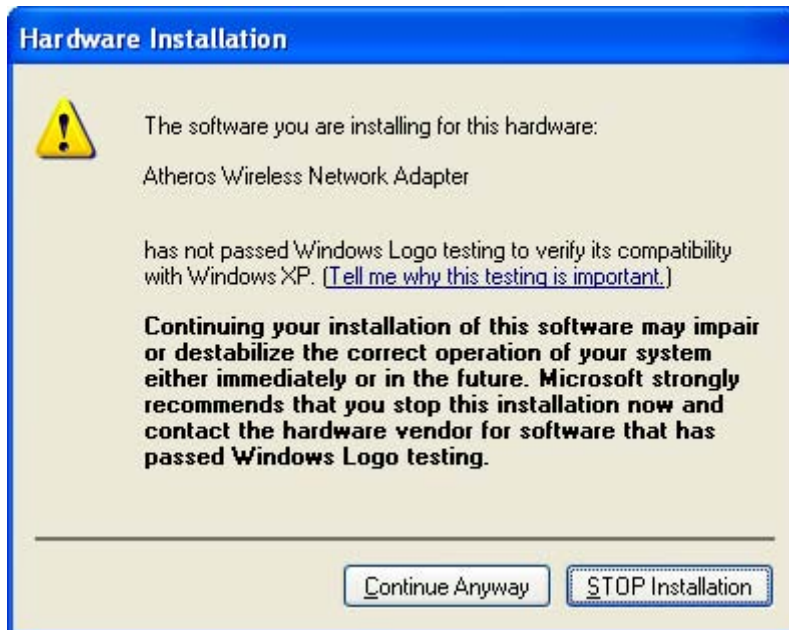 Hardware Installation
The software you are installing for this hardware:
Atheros Wireless Network Adapter
has not passed Windows Logo testing to verify its compatibility
with Windows XP. (Tell me why this testing is important.)
Continuing your installation of this software may impair
or destabilize the correct operation of your system
either immediately or in the future. Microsoft strongly
recommends that you stop this installation now and
contact the hardware vendor for software that has
passed Windows Logo testing.
Continue Anyway STOP Installation